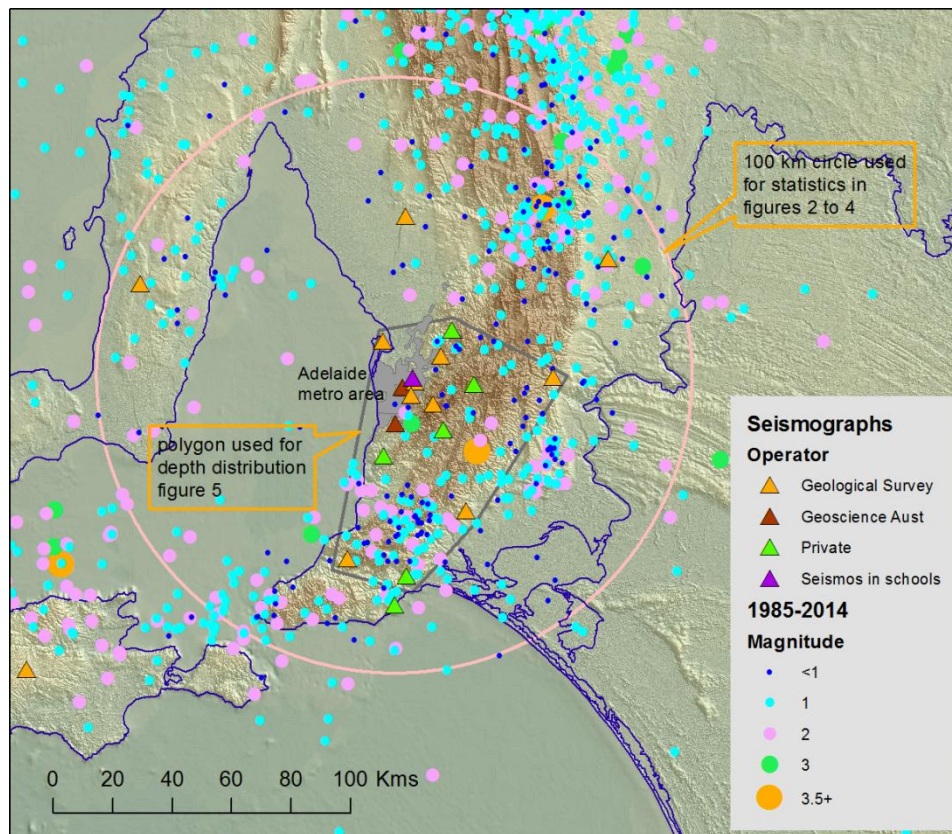 100 km circle used
for statistics in
figures 2 to 4
Adelaide
metro area
polygon used for
depth distribution
figure 5
Seismographs
Operator
Geological Survey
Geoscience Aust
Private
Seismos in schools
1985-2014
Magnitude
<1
1
2
3
3.5+
0 20 40 60 80 100 Kms